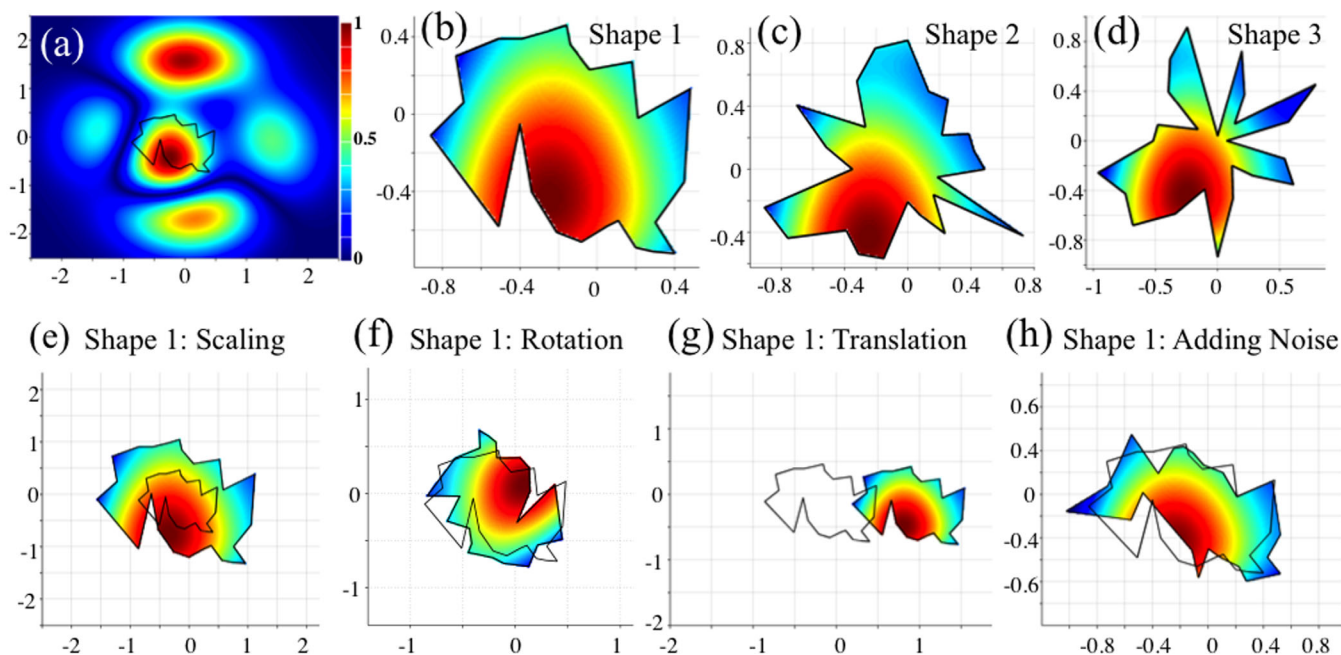 (a)
2
1
0
-1
-2
-2 -1 0 1 2
1
0.5
0
(b) Shape 1
0.4
0
-0.4
-0.8 -0.4 0 0.4
(c) Shape 2
0.8
0.4
0
-0.4
-0.8 -0.4 0 0.4 0.8
(d) Shape 3
0.8
0.4
0
-0.4
-0.8
-1 -0.5 0 0.5
(e) Shape 1: Scaling
2
1
0
-1
-2
-2 -1 0 1 2
(f) Shape 1: Rotation
1
0
-1
-1 0 1
(g) Shape 1: Translation
1
0
-1
-2
-2 -1 0 1
(h) Shape 1: Adding Noise
0.6
0.4
0
-0.4
-0.6
-0.8 -0.4 0 0.4 0.8